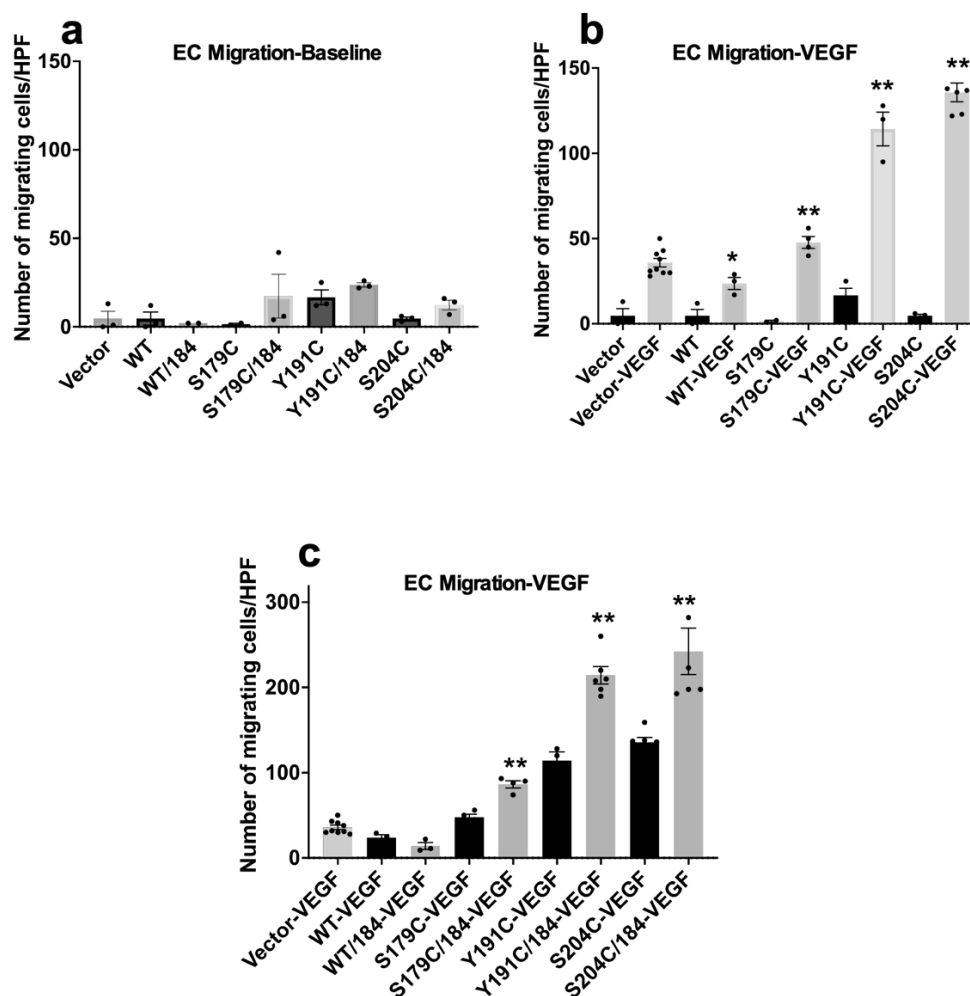 a
EC Migration-Baseline
Number of migrating cells/HPF
150
100
50
0
Vector
WT
WT/184
S179C
S179C/184
Y191C
Y191C/184
S204C
S204C/184
b
EC Migration-VEGF
Number of migrating cells/HPF
150
100
50
0
*
**
**
**
Vector
Vector-VEGF
WT
WT-VEGF
S179C
S179C-VEGF
Y191C
Y191C-VEGF
S204C
S204C-VEGF
c
EC Migration-VEGF
Number of migrating cells/HPF
300
200
100
0
**
**
**
Vector-VEGF
WT-VEGF
WT/184-VEGF
S179C-VEGF
S179C/184-VEGF
Y191C-VEGF
Y191C/184-VEGF
S204C-VEGF
S204C/184-VEGF